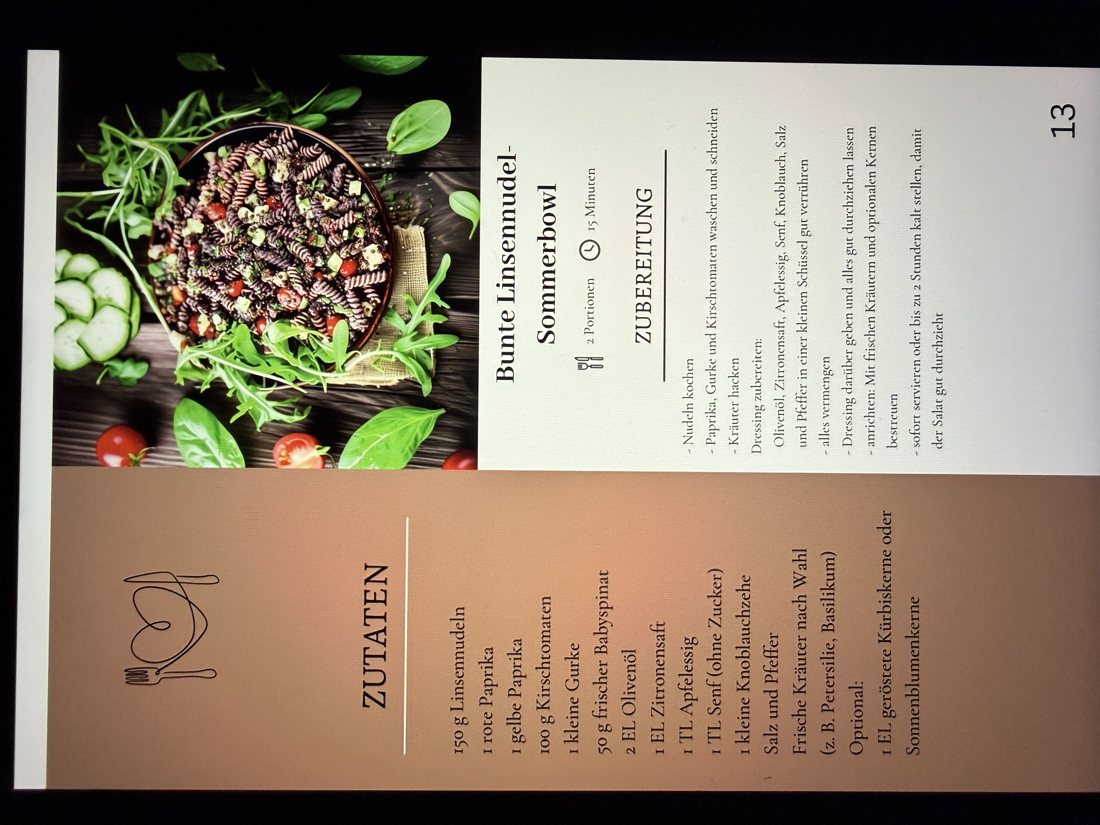 ZUTATEN
150 g Linsennudeln
1 rote Paprika
1 gelbe Paprika
100 g Kirschtomaten
1 kleine Gurke
50 g frischer Babyspinat
2 EL Olivenöl
1 EL Zitronensaft
1 TL Apfelessig
1 TL Senf (ohne Zucker)
1 kleine Knoblauchzehe
Salz und Pfeffer
Frische Kräuter nach Wahl
(z. B. Petersilie, Basilikum)
Optional:
1 EL geröstete Kürbiskerne oder
Sonnenblumenkerne
Bunte Linsennudel-
Sommerbowl
2 Portionen 15 Minuten
ZUBEREITUNG
- Nudeln kochen
- Paprika, Gurke und Kirschtomaten waschen und schneiden
- Kräuter hacken
Dressing zubereiten:
Olivenöl, Zitronensaft, Apfelessig, Senf, Knoblauch, Salz
und Pfeffer in einer kleinen Schüssel gut verrühren
- alles vermengen
- Dressing darüber geben und alles gut durchziehen lassen
- anrichten: Mit frischen Kräutern und optionalen Kernen
bestreuen
- sofort servieren oder bis zu 2 Stunden kalt stellen, damit
der Salat gut durchzieht
13